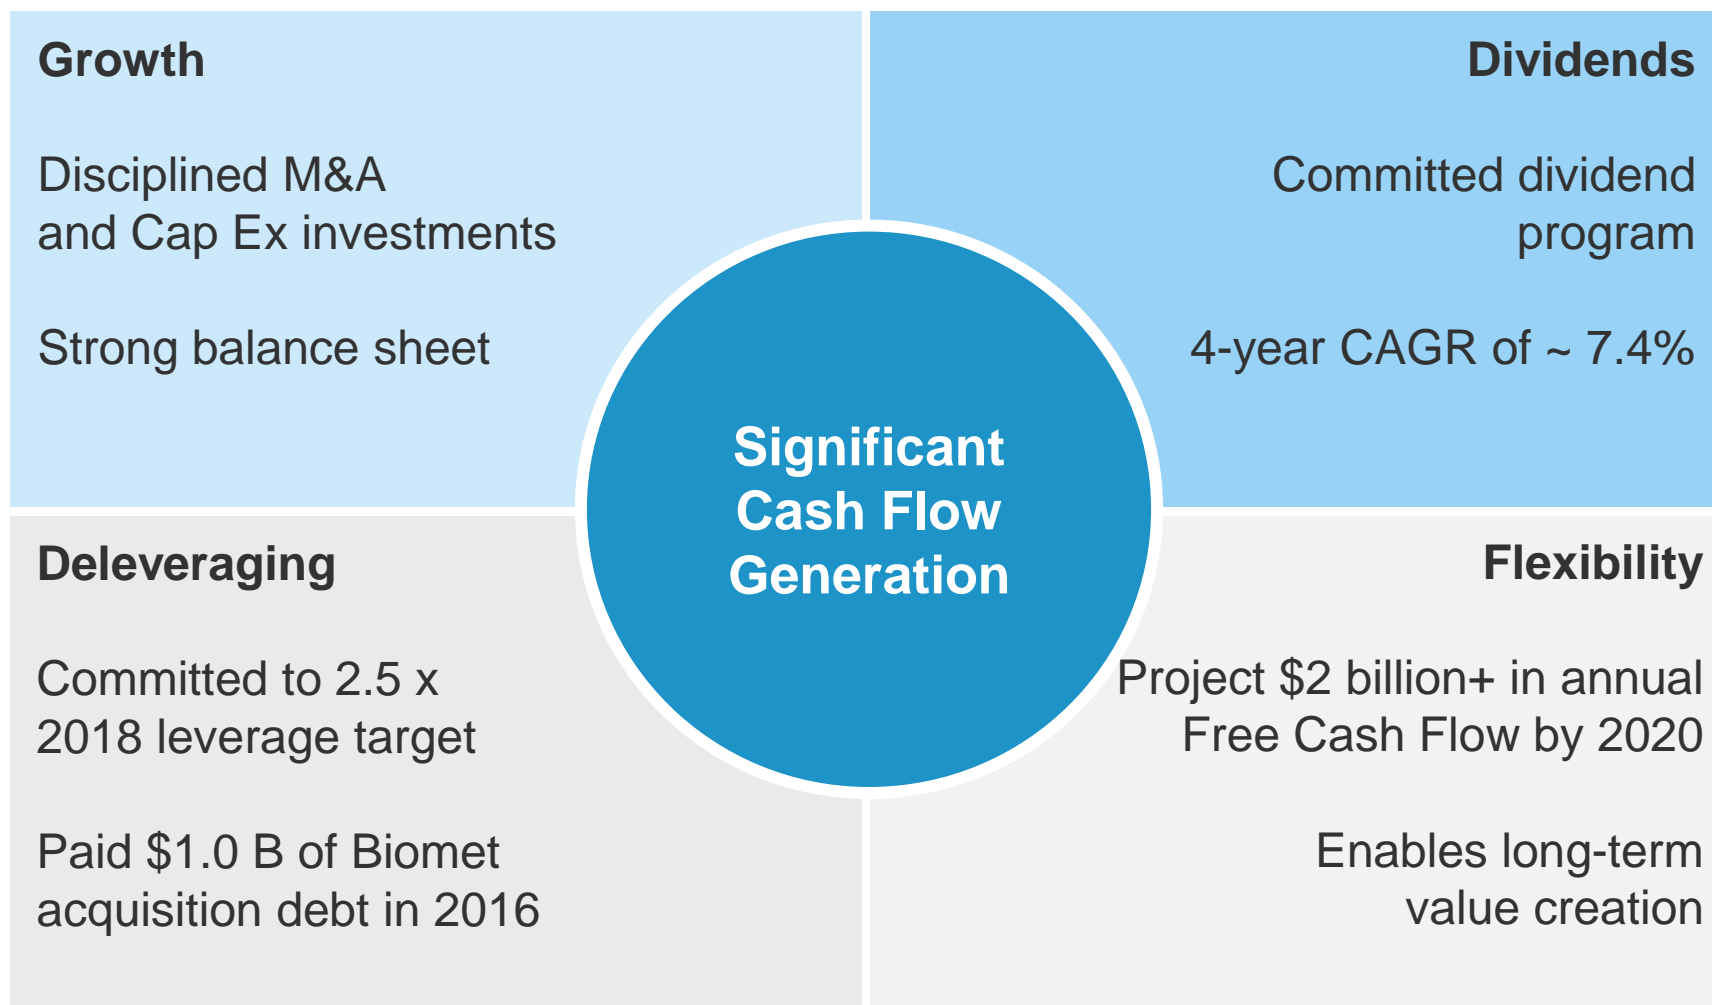 Growth
Disciplined M&A
and Cap Ex investments
Strong balance sheet
Dividends
Committed dividend
program
4-year CAGR of ~ 7.4%
Significant
Cash Flow
Generation
Deleveraging
Committed to 2.5 x
2018 leverage target
Paid $1.0 B of Biomet
acquisition debt in 2016
Flexibility
Project $2 billion+ in annual
Free Cash Flow by 2020
Enables long-term
value creation